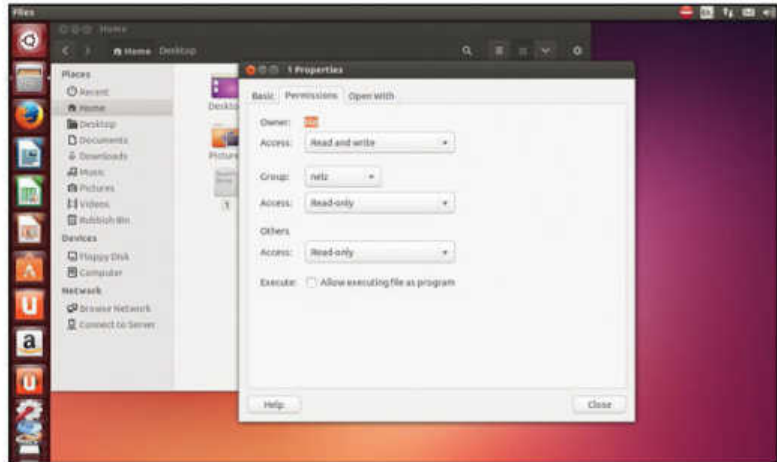 Files
Home
Home Desktop
Places
Recent
Home
Desktop
Documents
Downloads
Music
Pictures
Videos
Rubbish Bin
Devices
Floppy Disk
Computer
Network
Browse Network
Connect to Server
1
1 Properties
Basic Permissions Open With
Owner:
Access: Read and write
Group: nelz
Access: Read-only
Others
Access: Read-only
Execute: Allow executing file as program
Help Close
a